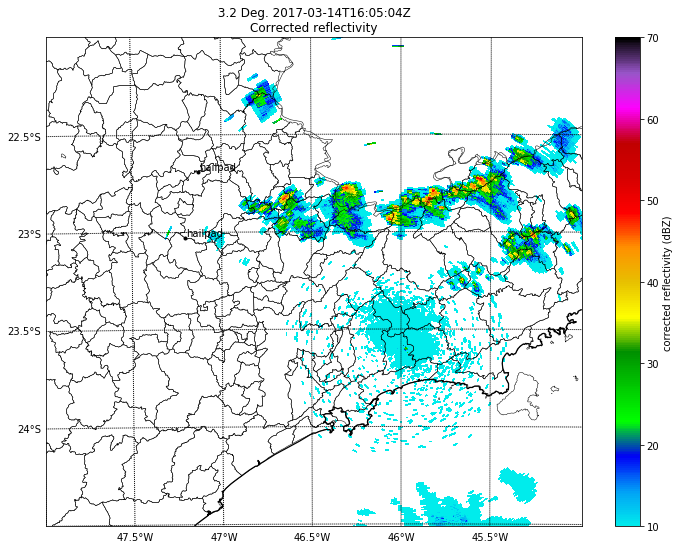 3.2 Deg. 2017-03-14T16:05:04Z
Corrected reflectivity
70
60
50
40
30
20
10
corrected reflectivity (dBZ)
22.5°S
23°S
23.5°S
24°S
hailpad
hailpad
47.5°W
47°W
46.5°W
46°W
45.5°W